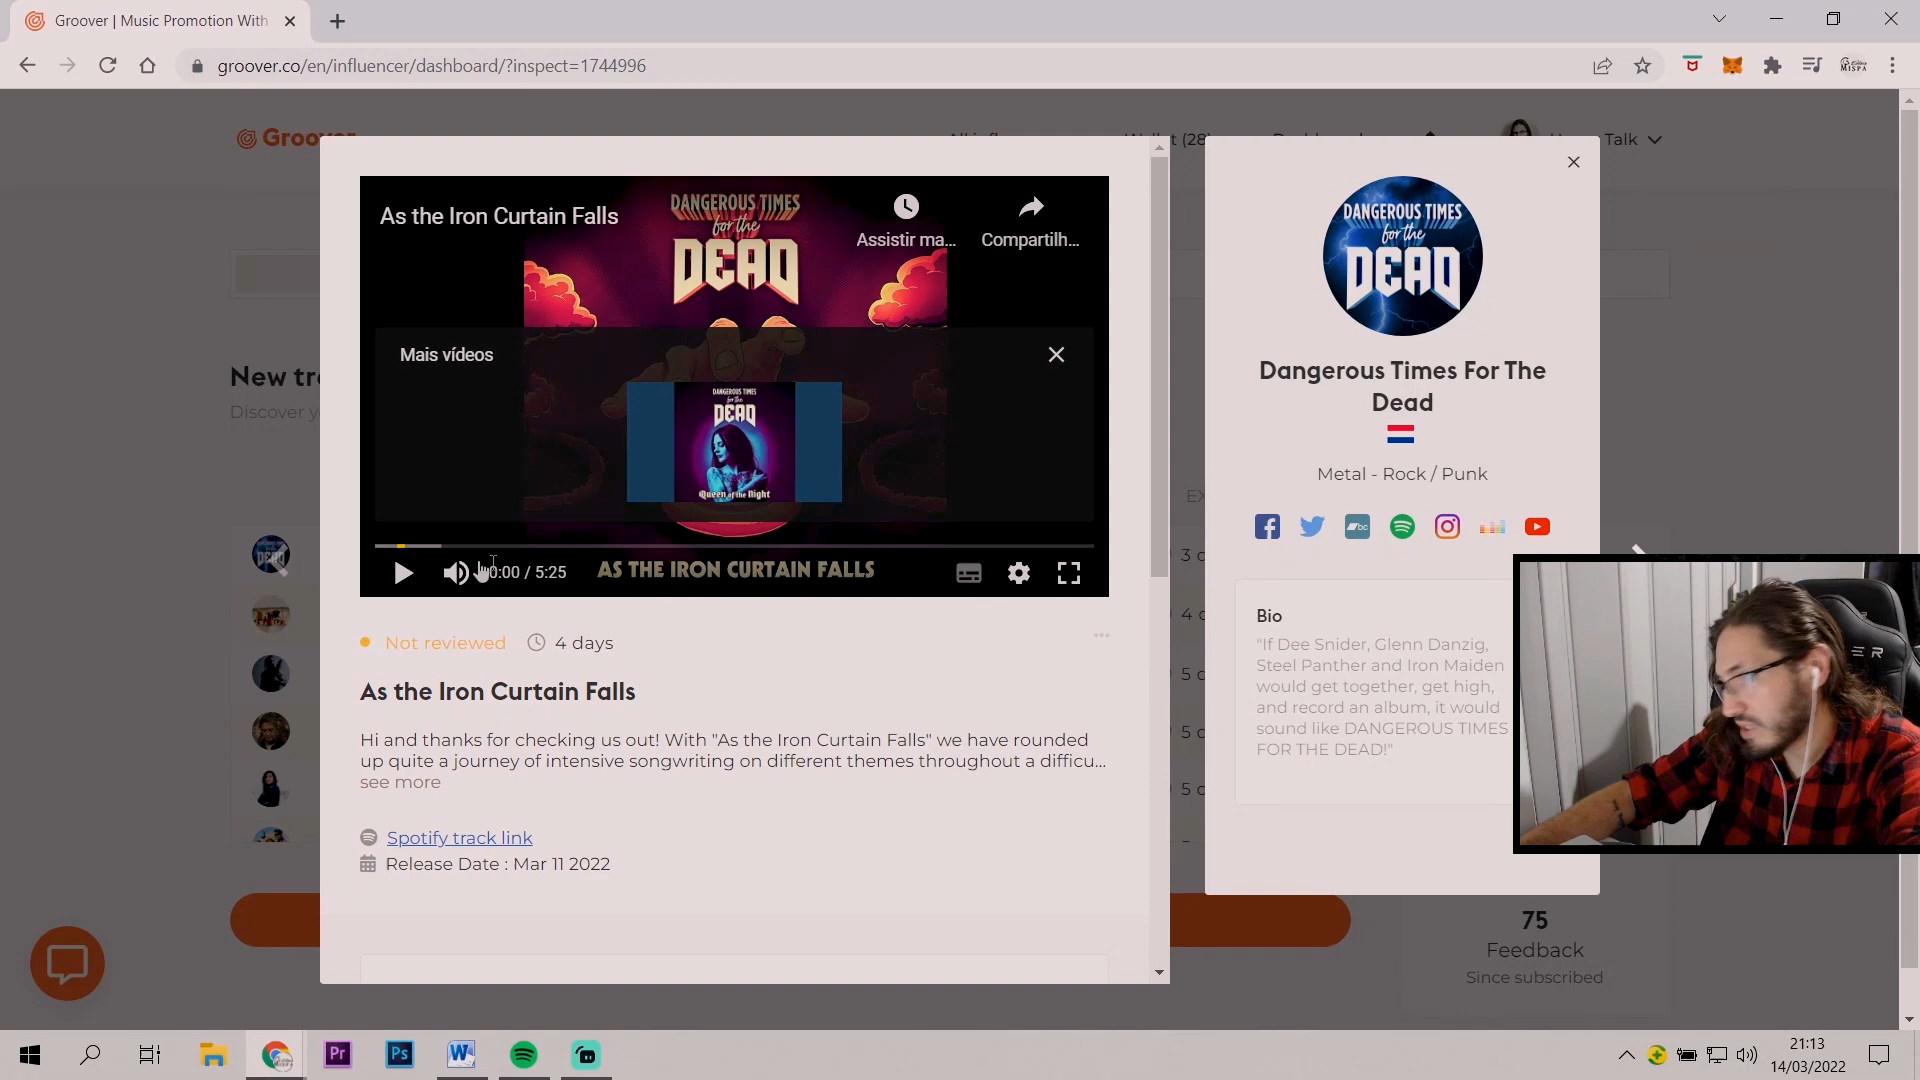 Groover | Music Promotion With
groover.co/en/influencer/dashboard/?inspect=1744996
Talk
As the Iron Curtain Falls
DANGEROUS TIMES
for the
DEAD
Assistir ma...
Compartilh...
Mais vídeos
DANGEROUS TIMES
for the
DEAD
Queen of the Night
0:00 / 5:25
AS THE IRON CURTAIN FALLS
Not reviewed
4 days
As the Iron Curtain Falls
Hi and thanks for checking us out! With "As the Iron Curtain Falls" we have rounded
up quite a journey of intensive songwriting on different themes throughout a difficu...
see more
Spotify track link
Release Date : Mar 11 2022
DANGEROUS TIMES
for the
DEAD
Dangerous Times For The
Dead
Metal - Rock / Punk
bc
Bio
"If Dee Snider, Glenn Danzig,
Steel Panther and Iron Maiden
would get together, get high,
and record an album, it would
sound like DANGEROUS TIMES
FOR THE DEAD!"
75
Feedback
Since subscribed
Pr
Ps
W
21:13
14/03/2022